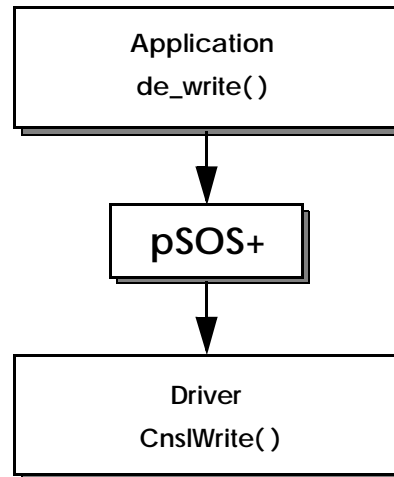 Application
de_write( )
pSOS+
Driver
CnslWrite( )